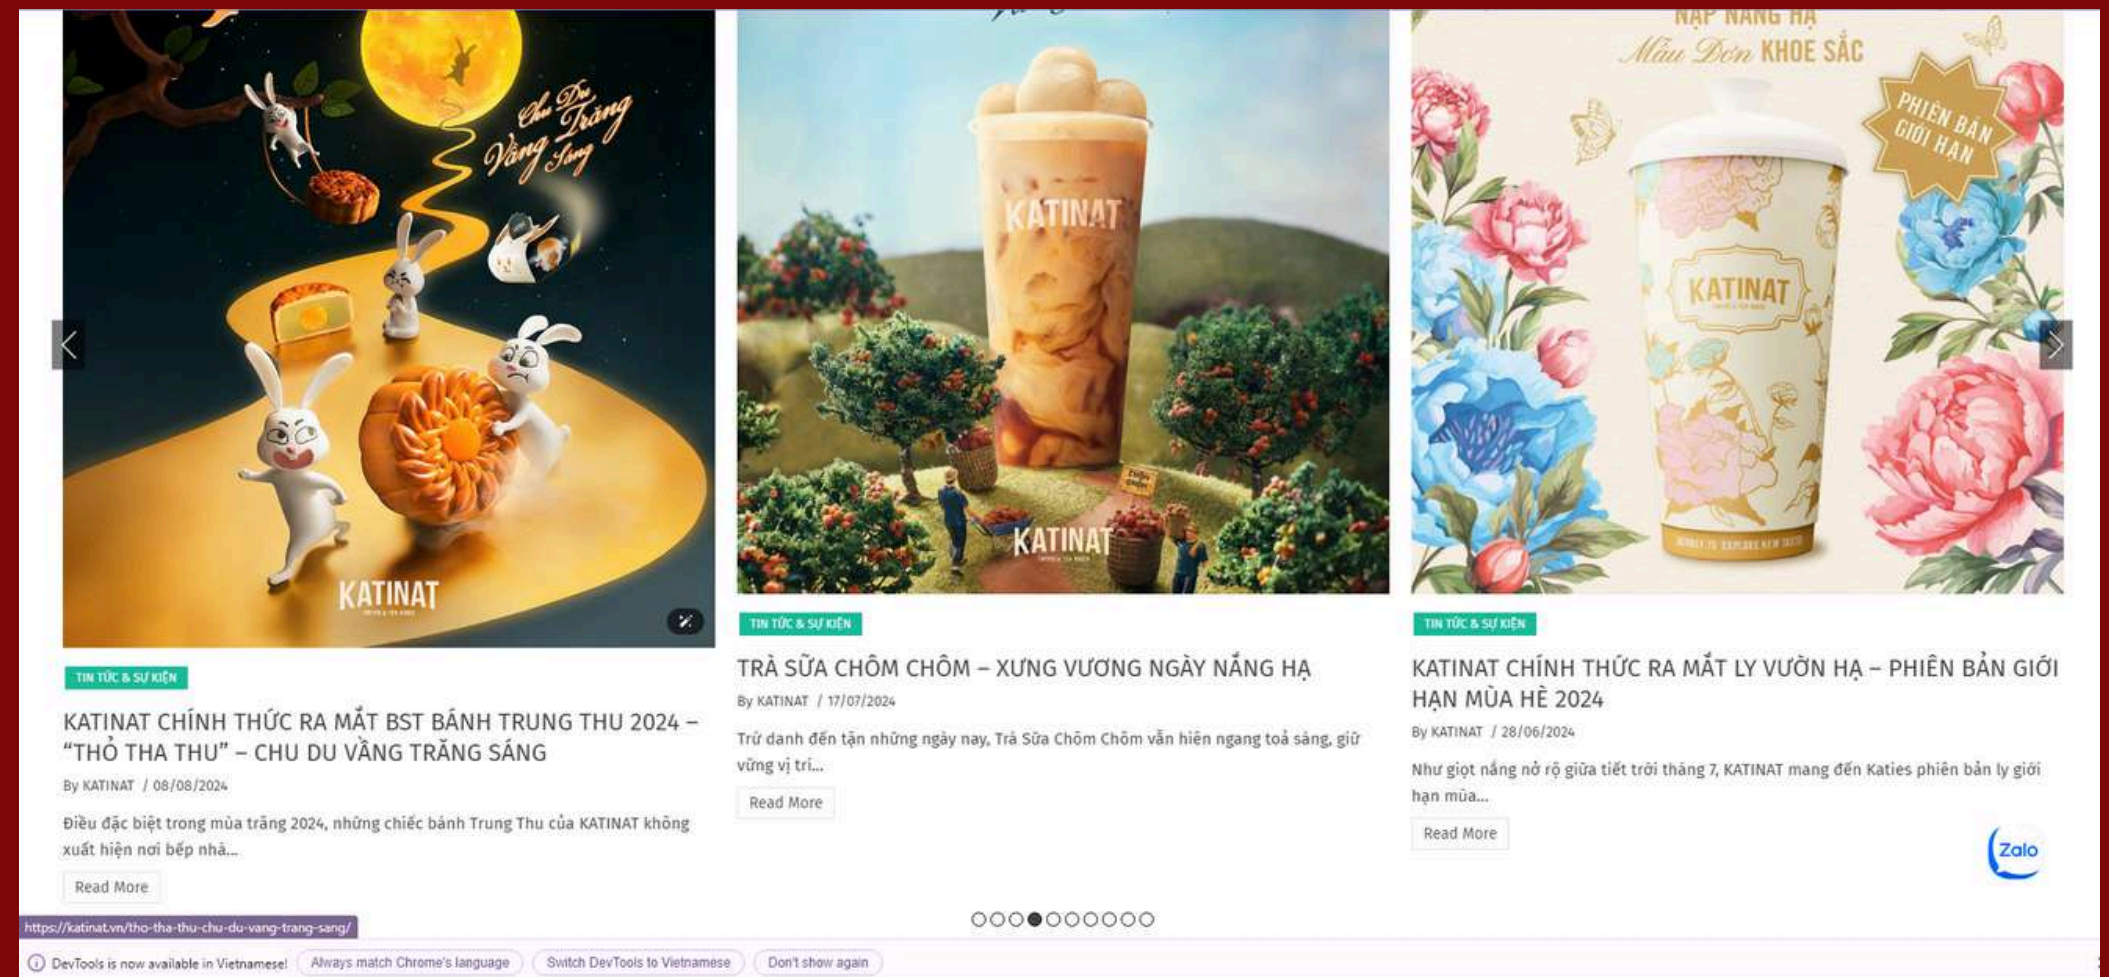 Chu Du
Vầng Trăng
Sáng
KATINAT
TIN TỨC & SỰ KIỆN
KATINAT CHÍNH THỨC RA MẮT BST BÁNH TRUNG THU 2024 –
“THỎ THA THU” – CHU DU VẦNG TRĂNG SÁNG
By KATINAT / 08/08/2024
Điều đặc biệt trong mùa trăng 2024, những chiếc bánh Trung Thu của KATINAT không
xuất hiện nơi bếp nhà...
Read More
KATINAT
KATINAT
TIN TỨC & SỰ KIỆN
TRÀ SỮA CHÔM CHÔM – XƯNG VƯƠNG NGÀY NẮNG HẠ
By KATINAT / 17/07/2024
Trứ danh đến tận những ngày nay, Trà Sữa Chôm Chôm vẫn hiên ngang toả sáng, giữ
vững vị trí...
Read More
NẠP NẮNG HẠ
Mẫu Đơn KHOE SẮC
PHIÊN BẢN
GIỚI HẠN
KATINAT
TIN TỨC & SỰ KIỆN
KATINAT CHÍNH THỨC RA MẮT LY VƯỜN HẠ – PHIÊN BẢN GIỚI
HẠN MÙA HÈ 2024
By KATINAT / 28/06/2024
Như giọt nắng nở rộ giữa tiết trời tháng 7, KATINAT mang đến Katies phiên bản ly giới
hạn mùa...
Read More
Zalo
https://katinat.vn/tho-tha-thu-chu-du-vang-trang-sang/
DevTools is now available in Vietnamese! Always match Chrome's language Switch DevTools to Vietnamese Don't show again